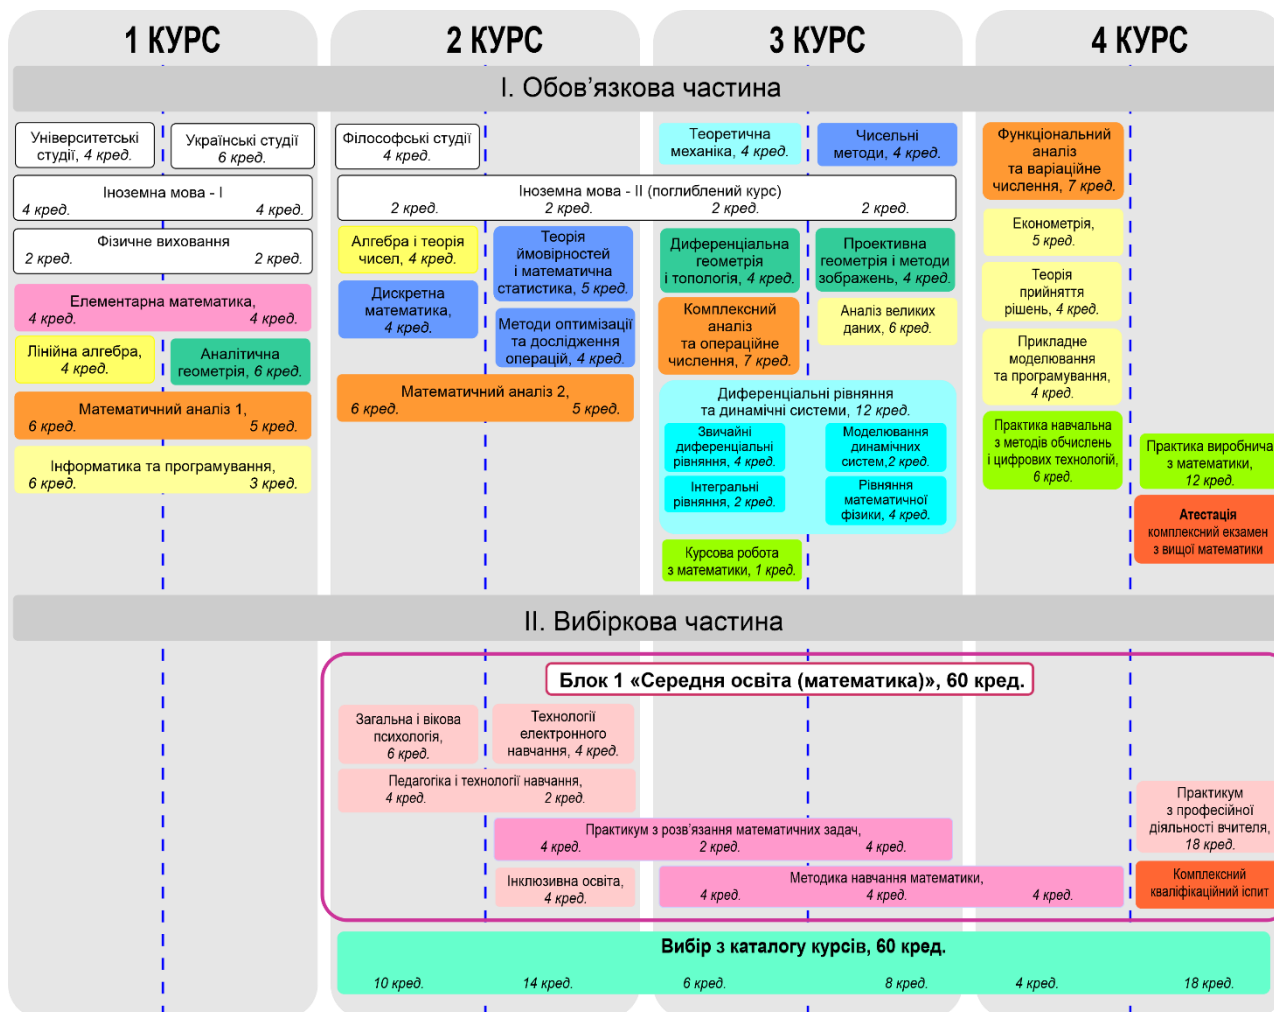 1 КУРС
2 КУРС
3 КУРС
4 КУРС
І. Обов’язкова частина
Університетські
студії, 4 кред.
Українські студії
6 кред.
Іноземна мова - І
4 кред.
4 кред.
Фізичне виховання
2 кред.
2 кред.
Елементарна математика,
4 кред.
4 кред.
Лінійна алгебра,
4 кред.
Аналітична
геометрія, 6 кред.
Математичний аналіз 1,
6 кред.
5 кред.
Інформатика та програмування,
6 кред.
3 кред.
Філософські студії
4 кред.
Іноземна мова - ІІ (поглиблений курс)
2 кред.
2 кред.
2 кред.
2 кред.
Алгебра і теорія
чисел, 4 кред.
Теорія
ймовірностей
і математична
статистика, 5 кред.
Дискретна
математика,
4 кред.
Методи оптимізації
та дослідження
операцій, 4 кред.
Математичний аналіз 2,
6 кред.
5 кред.
Теоретична
механіка, 4 кред.
Чисельні
методи, 4 кред.
Диференціальна
геометрія
і топологія, 4 кред.
Проективна
геометрія і методи
зображень, 4 кред.
Комплексний
аналіз
та операційне
числення, 7 кред.
Аналіз великих
даних, 6 кред.
Диференціальні рівняння
та динамічні системи, 12 кред.
Звичайні
диференціальні
рівняння, 4 кред.
Моделювання
динамічних
систем,2 кред.
Інтегральні
рівняння, 2 кред.
Рівняння
математичної
фізики, 4 кред.
Курсова робота
з математики, 1 кред.
Функціональний
аналіз
та варіаційне
числення, 7 кред.
Економетрія,
5 кред.
Теорія
прийняття
рішень, 4 кред.
Прикладне
моделювання
та програмування,
4 кред.
Практика навчальна
з методів обчислень
і цифрових технологій,
6 кред.
Практика виробнича
з математики,
12 кред.
Атестація
комплексний екзамен
з вищої математики
ІІ. Вибіркова частина
Блок 1 «Середня освіта (математика)», 60 кред.
Загальна і вікова
психологія,
6 кред.
Технології
електронного
навчання, 4 кред.
Педагогіка і технології навчання,
4 кред.
2 кред.
Практикум з розв’язання математичних задач,
4 кред.
2 кред.
4 кред.
Інклюзивна освіта,
4 кред.
Методика навчання математики,
4 кред.
4 кред.
4 кред.
Практикум
з професійної
діяльності вчителя,
18 кред.
Комплексний
кваліфікаційний іспит
Вибір з каталогу курсів, 60 кред.
10 кред.
14 кред.
6 кред.
8 кред.
4 кред.
18 кред.